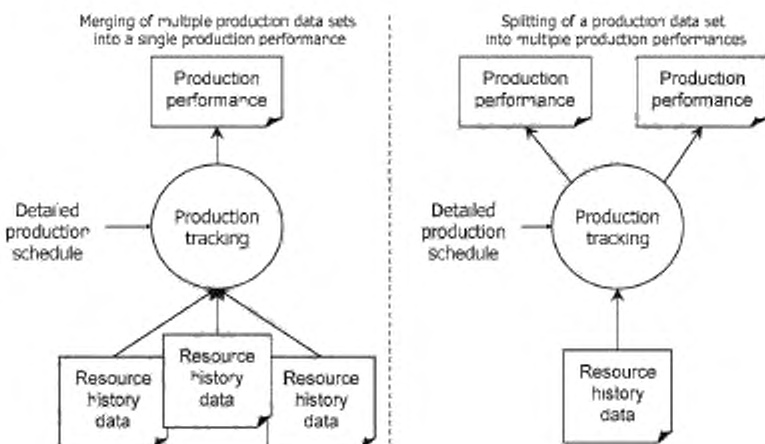 Merging of multiple production data sets
into a single production performance
Production
performance
Detailed
production
schedule
Production
tracking
Resource
history
data
Resource
history
data
Resource
history
data
Splitting of a production data set
into multiple production performances
Production
performance
Production
performance
Detailed
production
schedule
Production
tracking
Resource
history
data